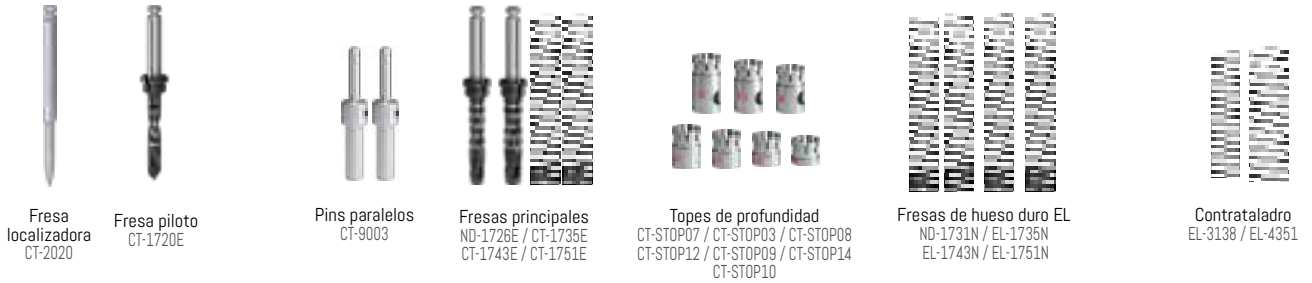 Fresa
localizadora
CT-2020
Fresa piloto
CT-1720E
Pins paralelos
CT-9003
Fresas principales
ND-1726E / CT-1735E
CT-1743E / CT-1751E
Topes de profundidad
CT-STOP07 / CT-STOP03 / CT-STOP08
CT-STOP12 / CT-STOP09 / CT-STOP14
CT-STOP10
Fresas de hueso duro EL
ND-1731N / EL-1735N
EL-1743N / EL-1751N
Contrataladro
EL-3138 / EL-4351